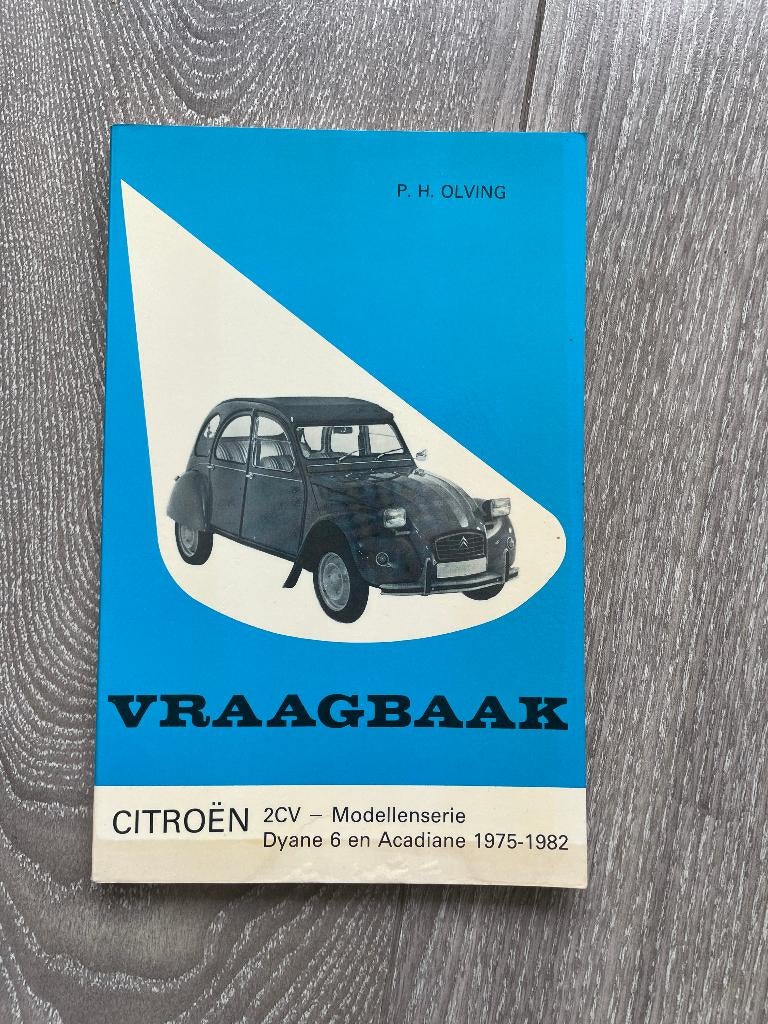 P. H. OLVING
VRAAGBAAK
CITROËN
2CV – Modellenserie
Dyane 6 en Acadiane 1975-1982